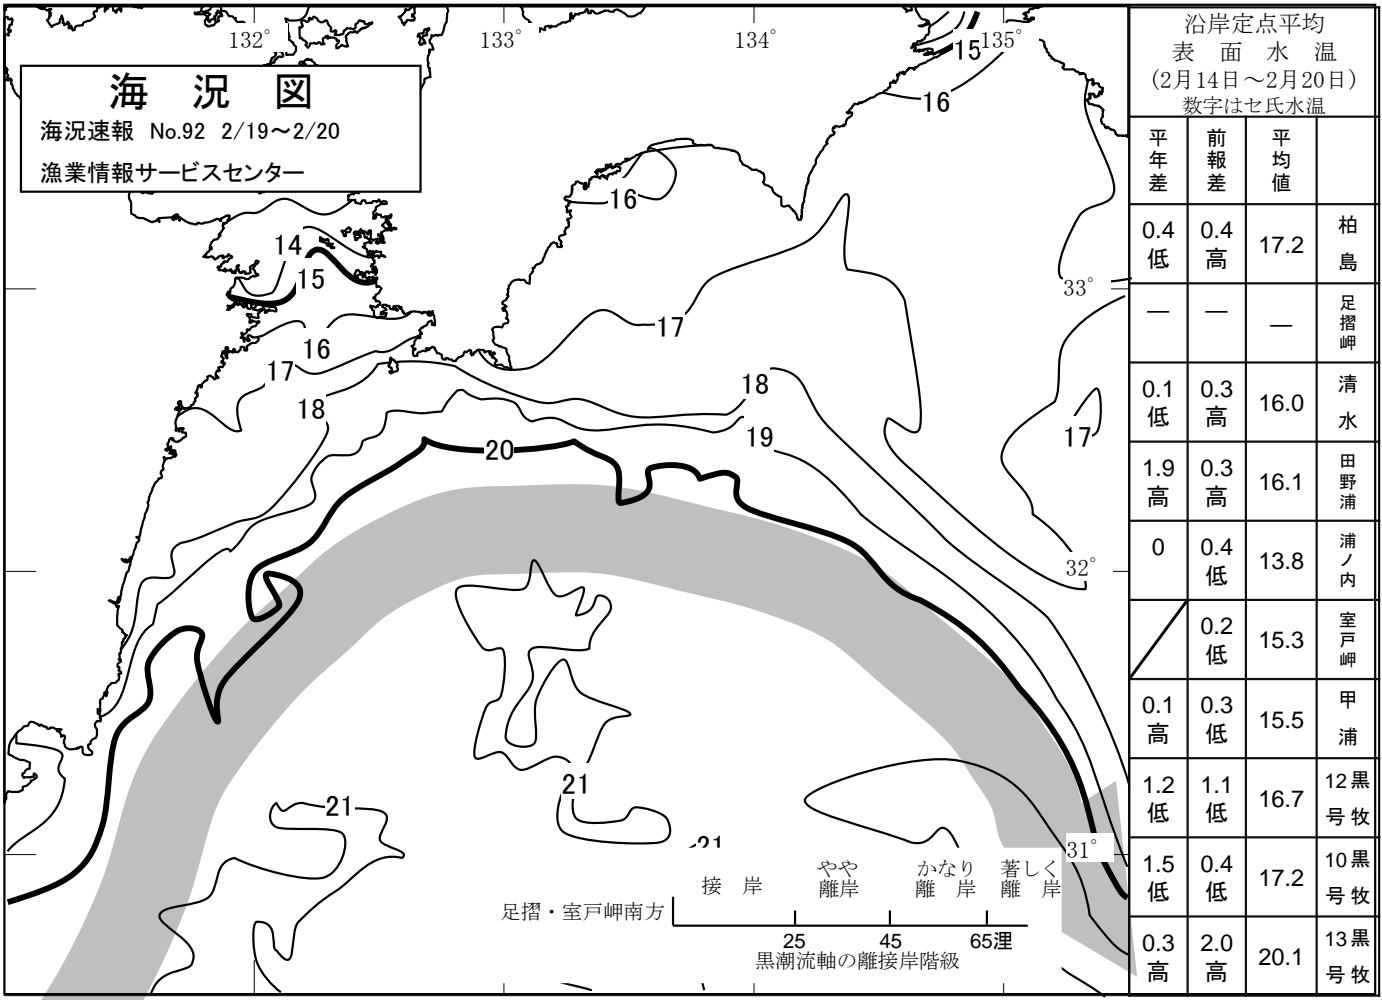 海況図
海況速報 No.92 2/19～2/20
漁業情報サービスセンター
132°
133°
134°
135°
15
16
16
14
15
33°
17
16
17
18
18
17
19
20
32°
21
21
21
31°
接岸
やや離岸
かなり離岸
著しく離岸
足摺・室戸岬南方
25 45 65浬
黒潮流軸の離接岸階級
沿岸定点平均
表面水温
(2月14日～2月20日)
数字はセ氏水温
平年差 前報差 平均値
0.4低 0.4高 17.2 柏島
― ― ― 足摺岬
0.1低 0.3高 16.0 清水
1.9高 0.3高 16.1 田野浦
0 0.4低 13.8 浦ノ内
0.2低 15.3 室戸岬
0.1高 0.3低 15.5 甲浦
1.2低 1.1低 16.7 黒牧12号
1.5低 0.4低 17.2 黒牧10号
0.3高 2.0高 20.1 黒牧13号